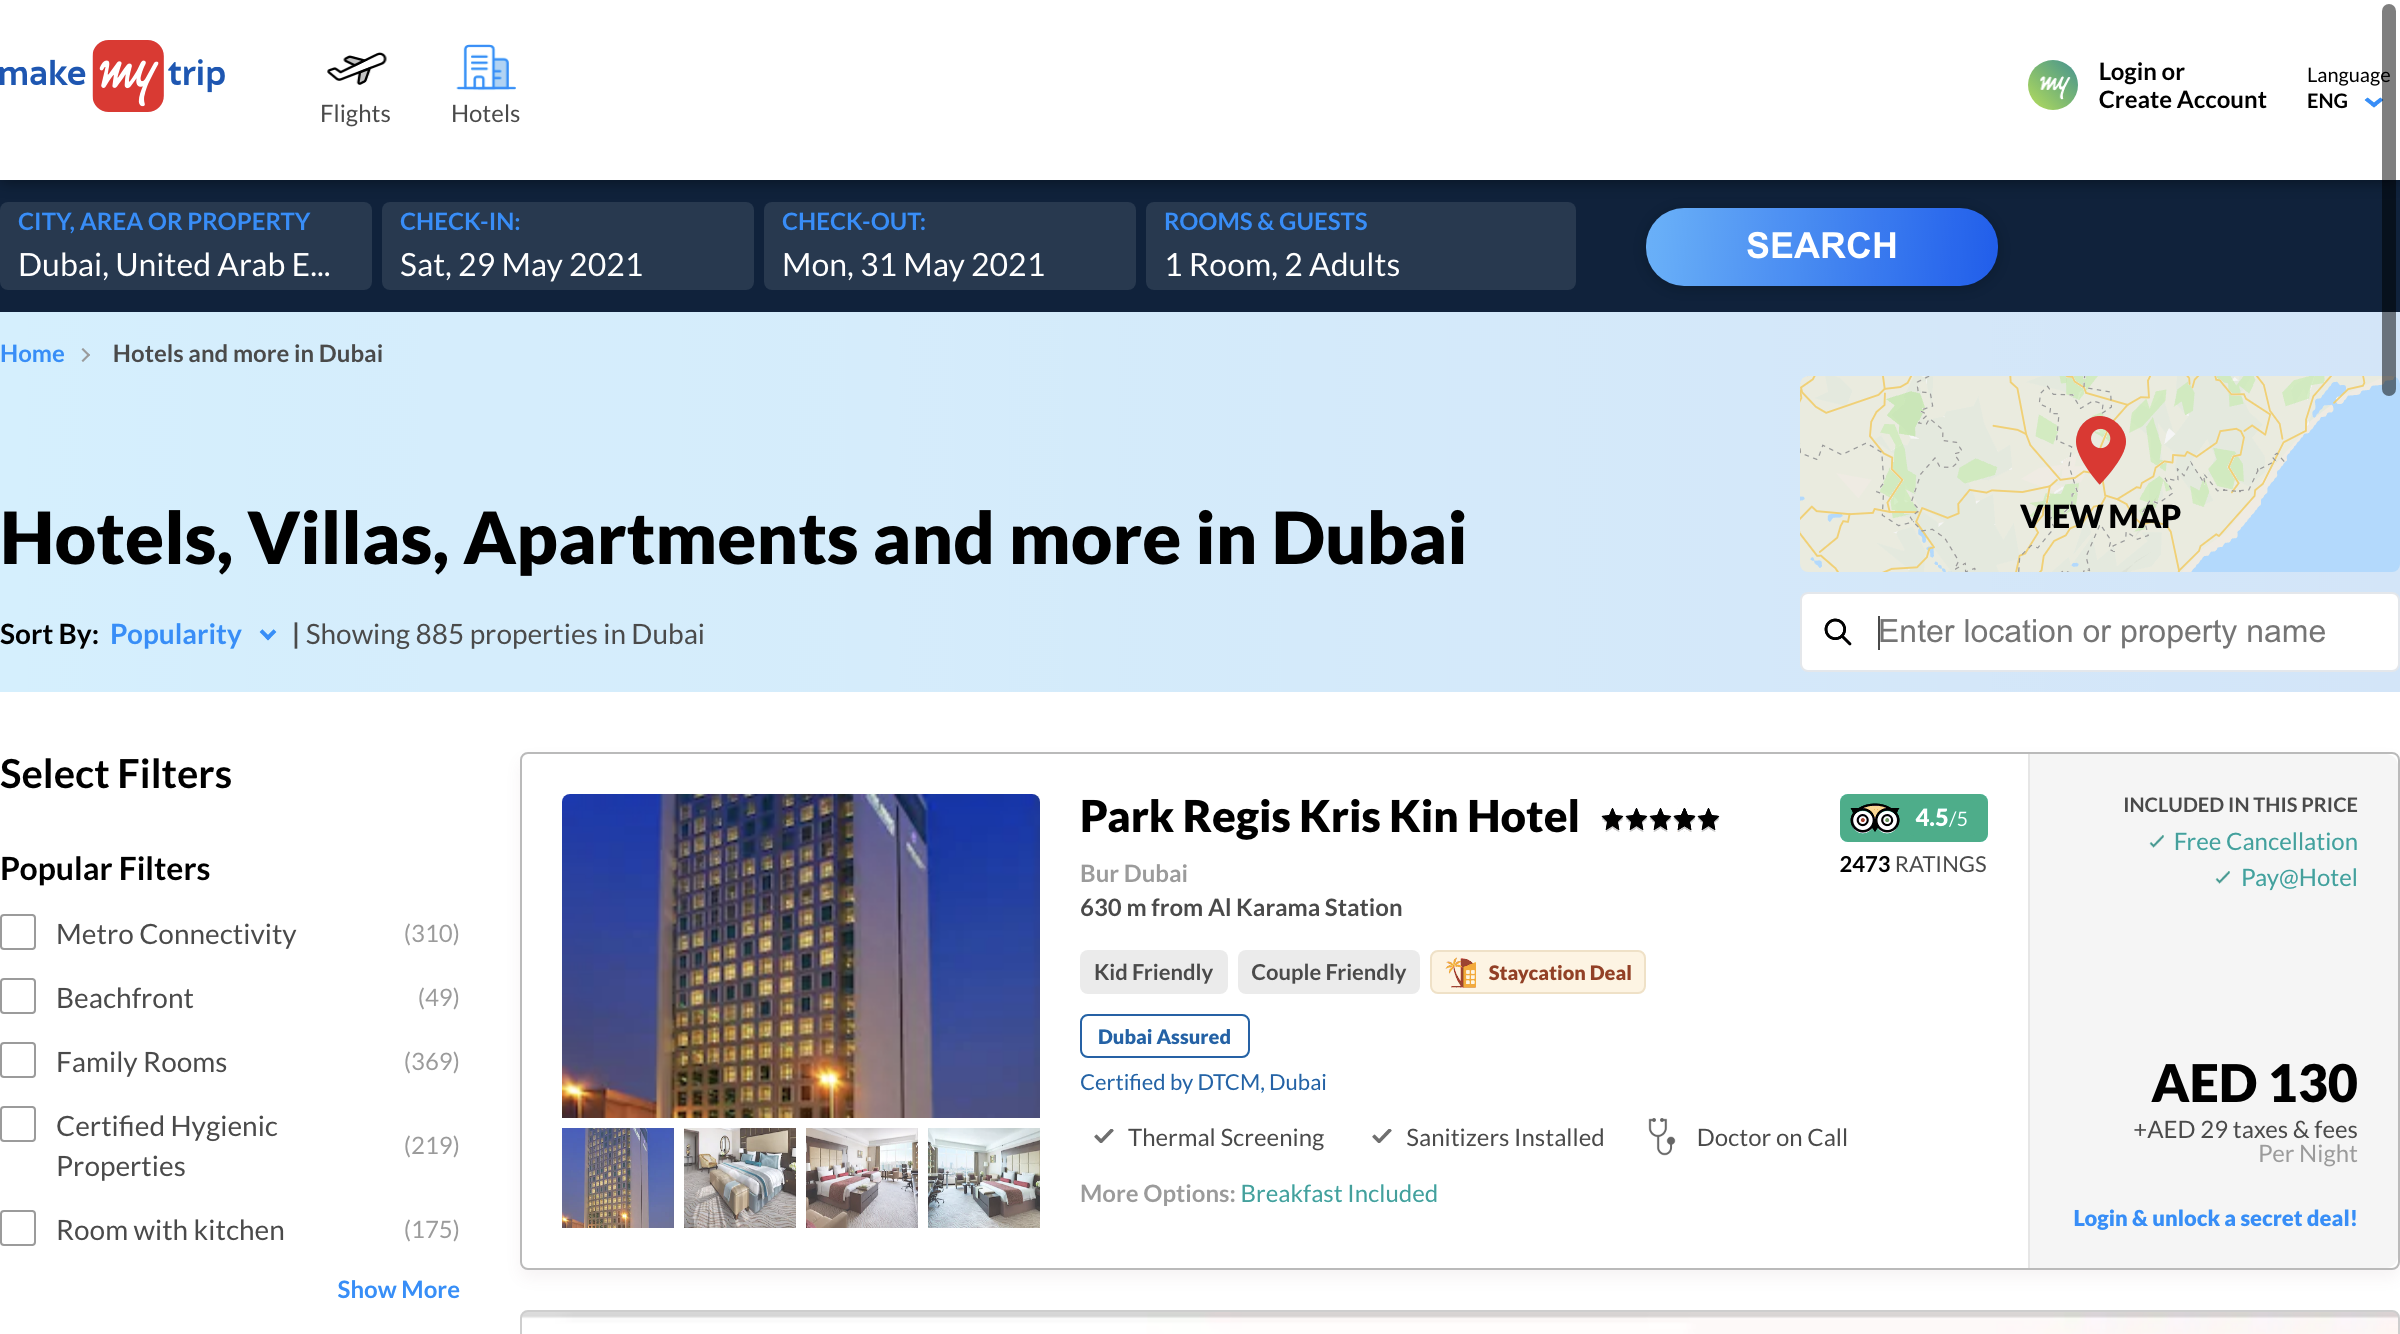 make my trip
Flights
Hotels
my
Login or
Create Account
Language
ENG
CITY, AREA OR PROPERTY
Dubai, United Arab E...
CHECK-IN:
Sat, 29 May 2021
CHECK-OUT:
Mon, 31 May 2021
ROOMS & GUESTS
1 Room, 2 Adults
SEARCH
Home
Hotels and more in Dubai
VIEW MAP
Hotels, Villas, Apartments and more in Dubai
Sort By: Popularity | Showing 885 properties in Dubai
Enter location or property name
Select Filters
Popular Filters
Metro Connectivity (310)
Beachfront (49)
Family Rooms (369)
Certified Hygienic
Properties (219)
Room with kitchen (175)
Show More
Park Regis Kris Kin Hotel
4.5/5
2473 RATINGS
Bur Dubai
630 m from Al Karama Station
Kid Friendly
Couple Friendly
Staycation Deal
Dubai Assured
Certified by DTCM, Dubai
Thermal Screening
Sanitizers Installed
Doctor on Call
More Options: Breakfast Included
INCLUDED IN THIS PRICE
Free Cancellation
Pay@Hotel
AED 130
+AED 29 taxes & fees
Per Night
Login & unlock a secret deal!